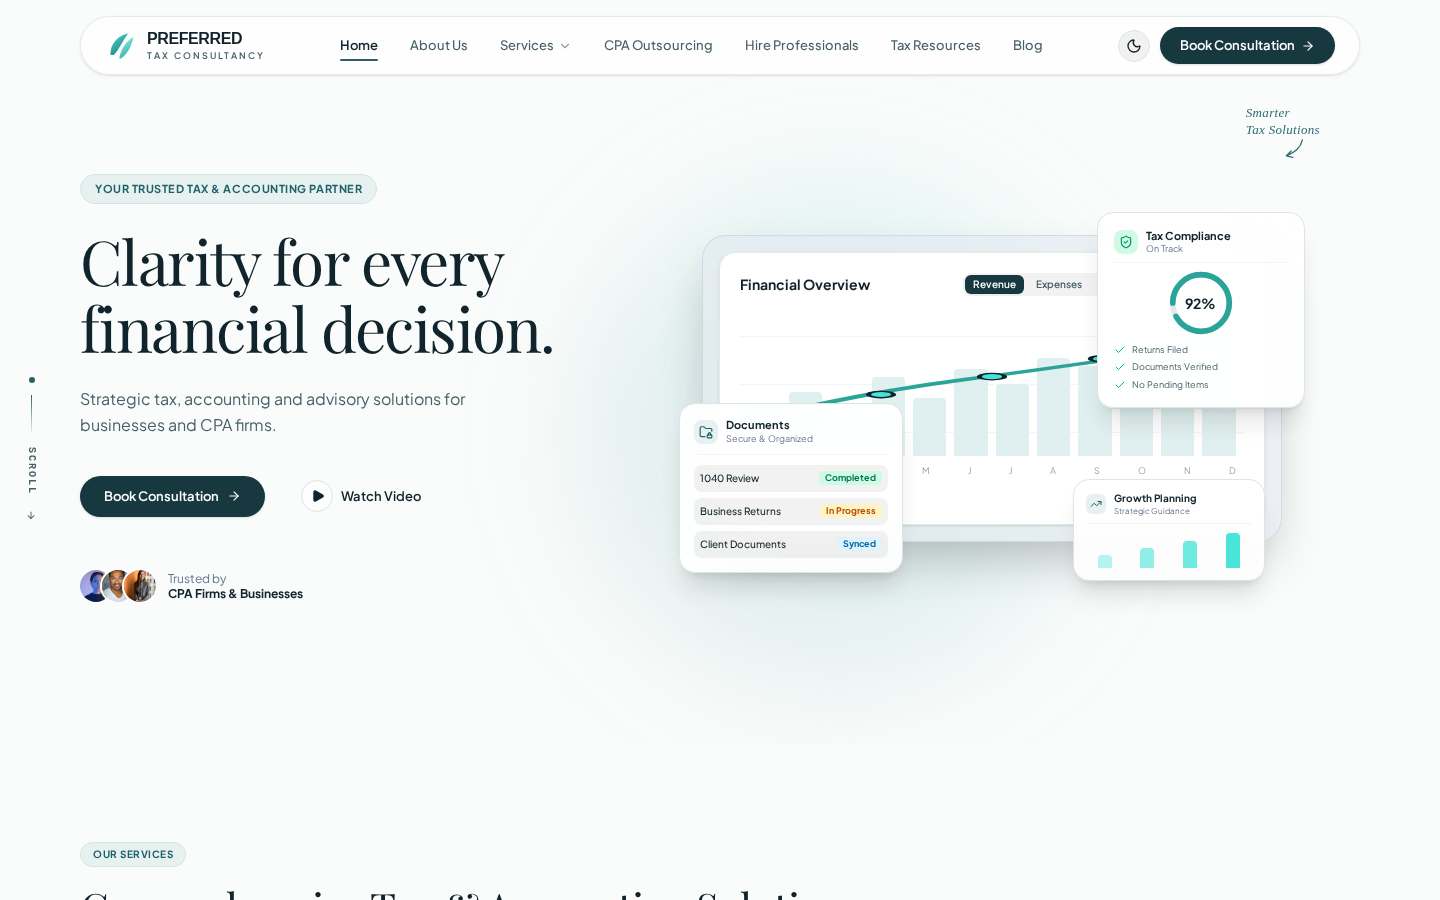 PREFERRED
TAX CONSULTANCY
Home
About Us
Services
CPA Outsourcing
Hire Professionals
Tax Resources
Blog
Book Consultation
Smarter
Tax Solutions
YOUR TRUSTED TAX & ACCOUNTING PARTNER
Clarity for every
financial decision.
Strategic tax, accounting and advisory solutions for
businesses and CPA firms.
Book Consultation
Watch Video
Trusted by
CPA Firms & Businesses
SCROLL
Financial Overview
Revenue
Expenses
M J J A S O N D
Tax Compliance
On Track
92%
Returns Filed
Documents Verified
No Pending Items
Documents
Secure & Organized
1040 Review
Completed
Business Returns
In Progress
Client Documents
Synced
Growth Planning
Strategic Guidance
OUR SERVICES